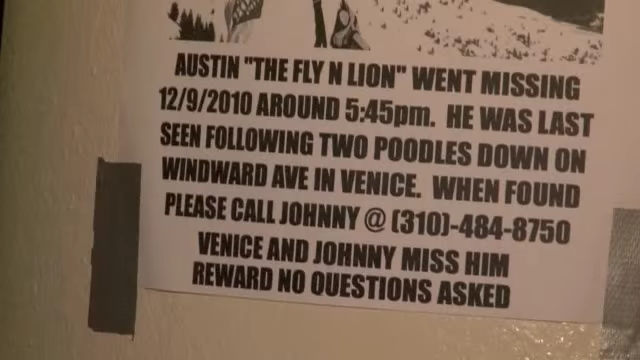 AUSTIN "THE FLY N LION" WENT MISSING
12/9/2010 AROUND 5:45pm. HE WAS LAST
SEEN FOLLOWING TWO POODLES DOWN ON
WINDWARD AVE IN VENICE. WHEN FOUND
PLEASE CALL JOHNNY @ (310)-484-8750
VENICE AND JOHNNY MISS HIM
REWARD NO QUESTIONS ASKED